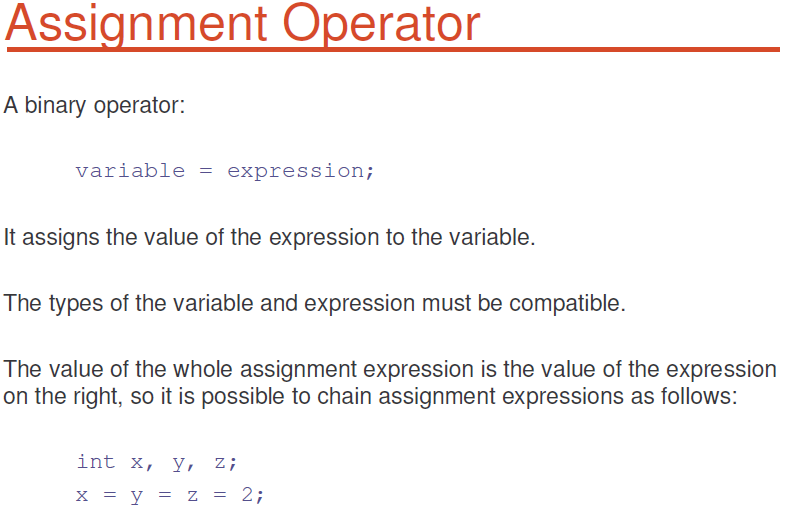 Assignment Operator
A binary operator:
variable = expression;
It assigns the value of the expression to the variable.
The types of the variable and expression must be compatible.
The value of the whole assignment expression is the value of the expression
on the right, so it is possible to chain assignment expressions as follows:
int x, y, z;
x = y = z = 2;